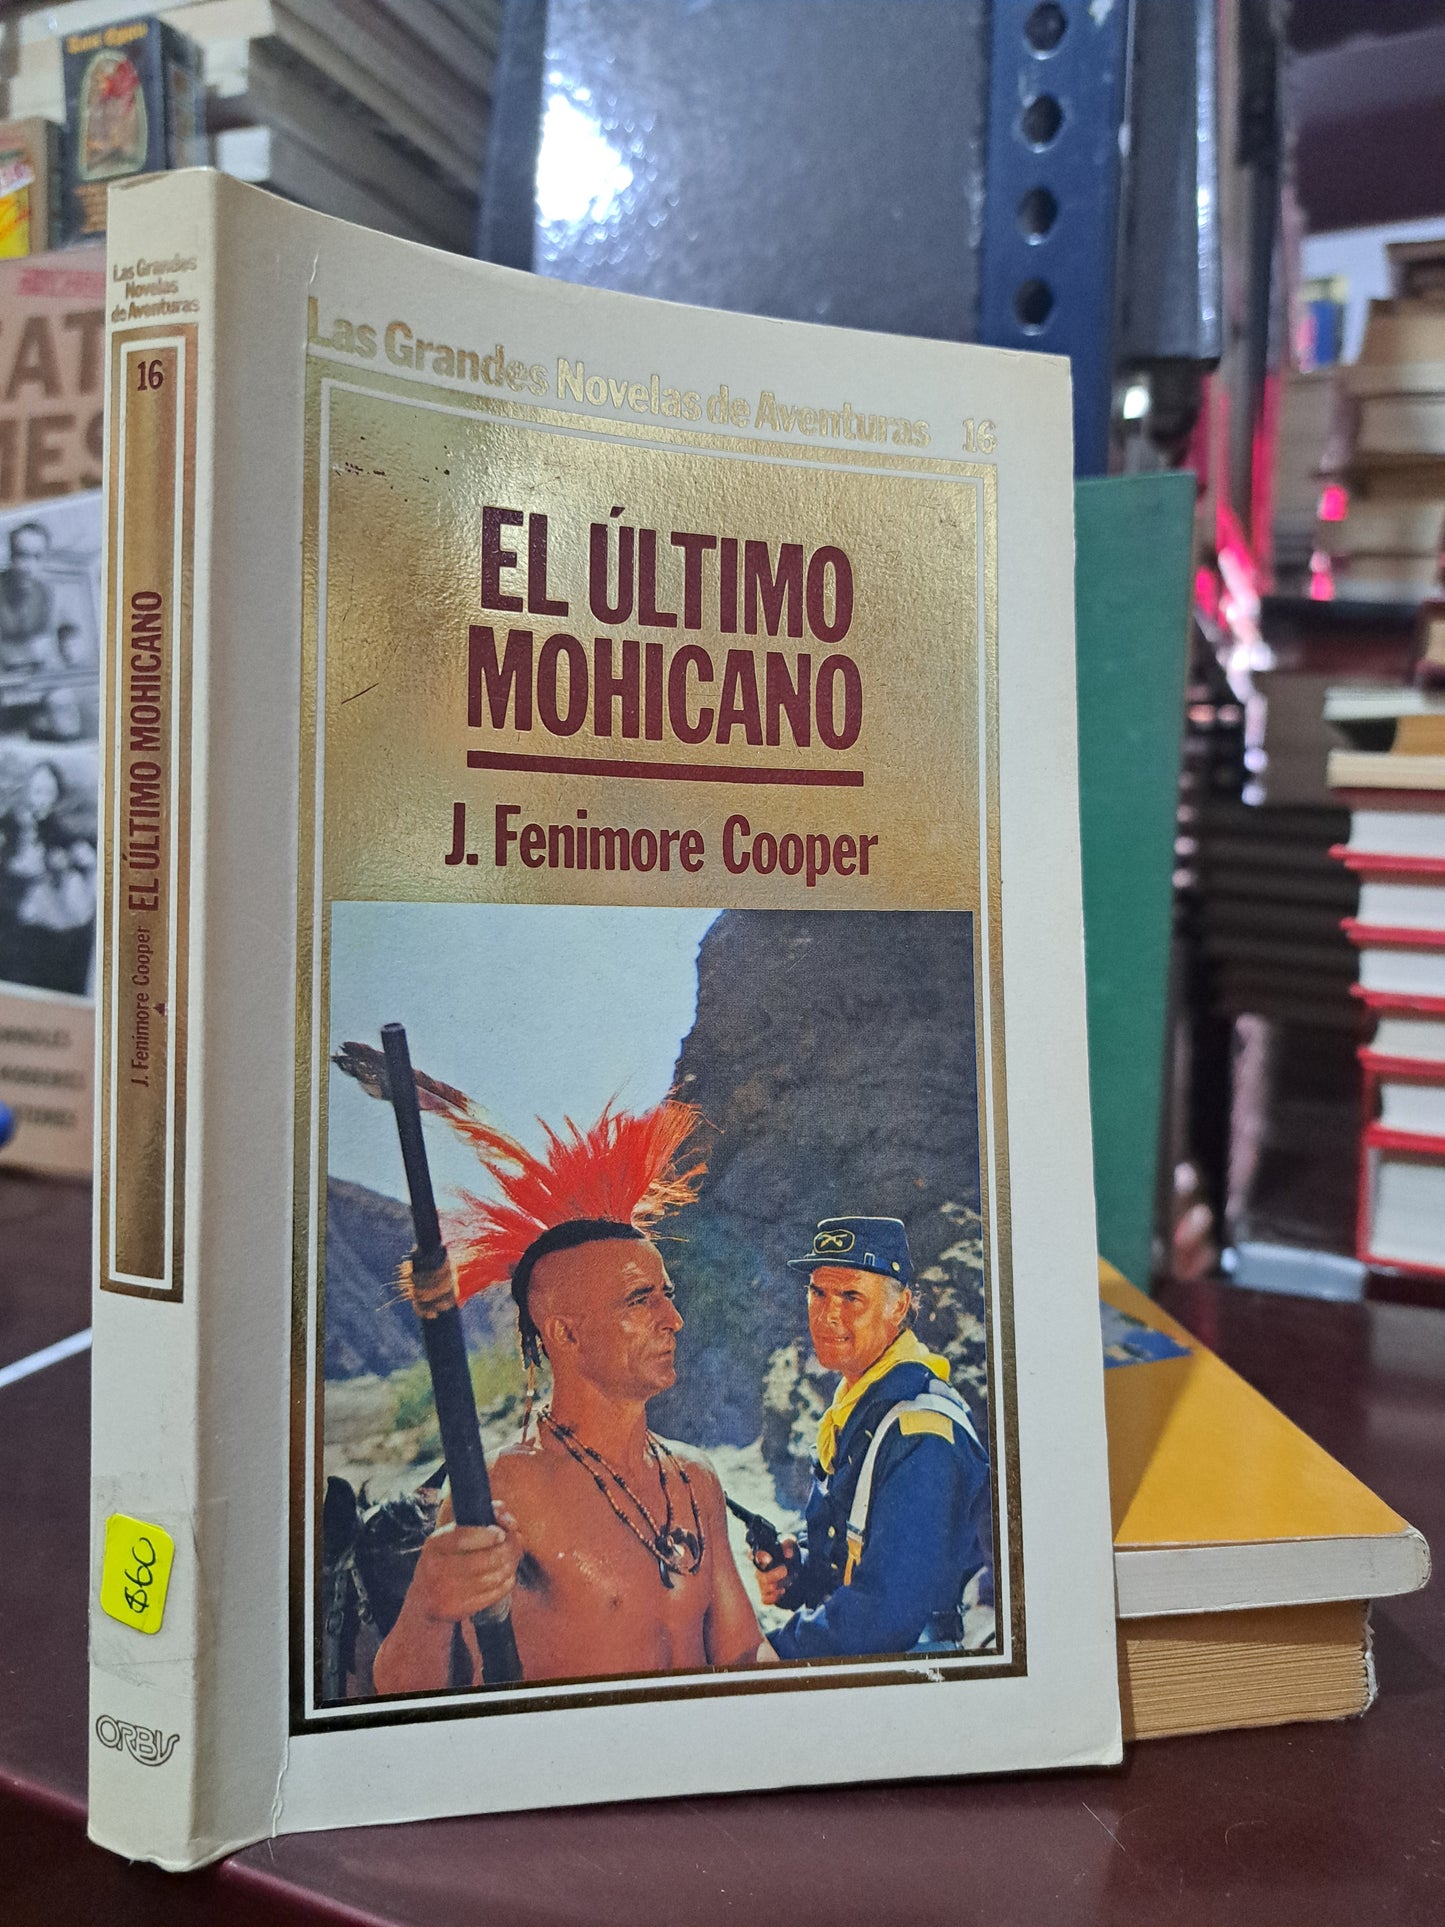 Las Grandes
Novelas
de Aventuras
16
J. Fenimore Cooper EL ÚLTIMO MOHICANO
$60
ORBIS
Las Grandes Novelas de Aventuras 16
EL ÚLTIMO
MOHICANO
J. Fenimore Cooper